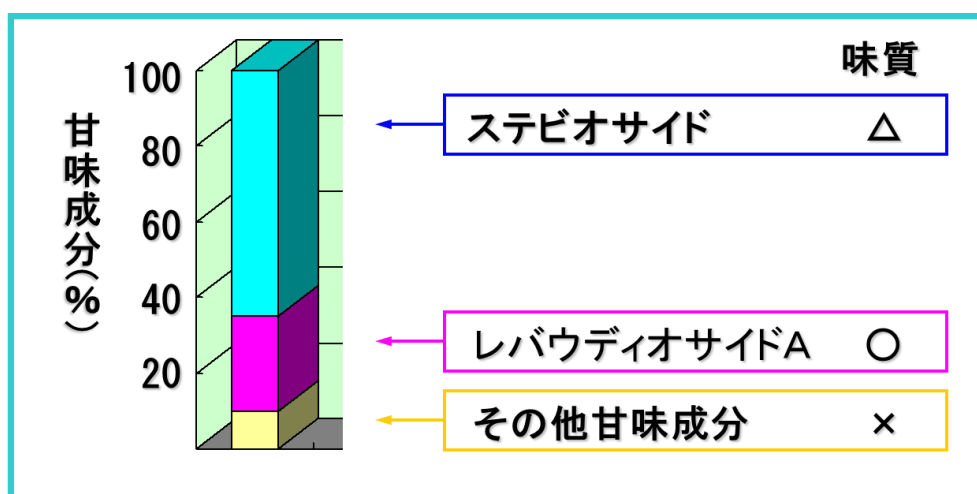 味質
甘味成分(%)
100
80
60
40
20
ステビオサイド △
レバウディオサイドA ○
その他甘味成分 ×